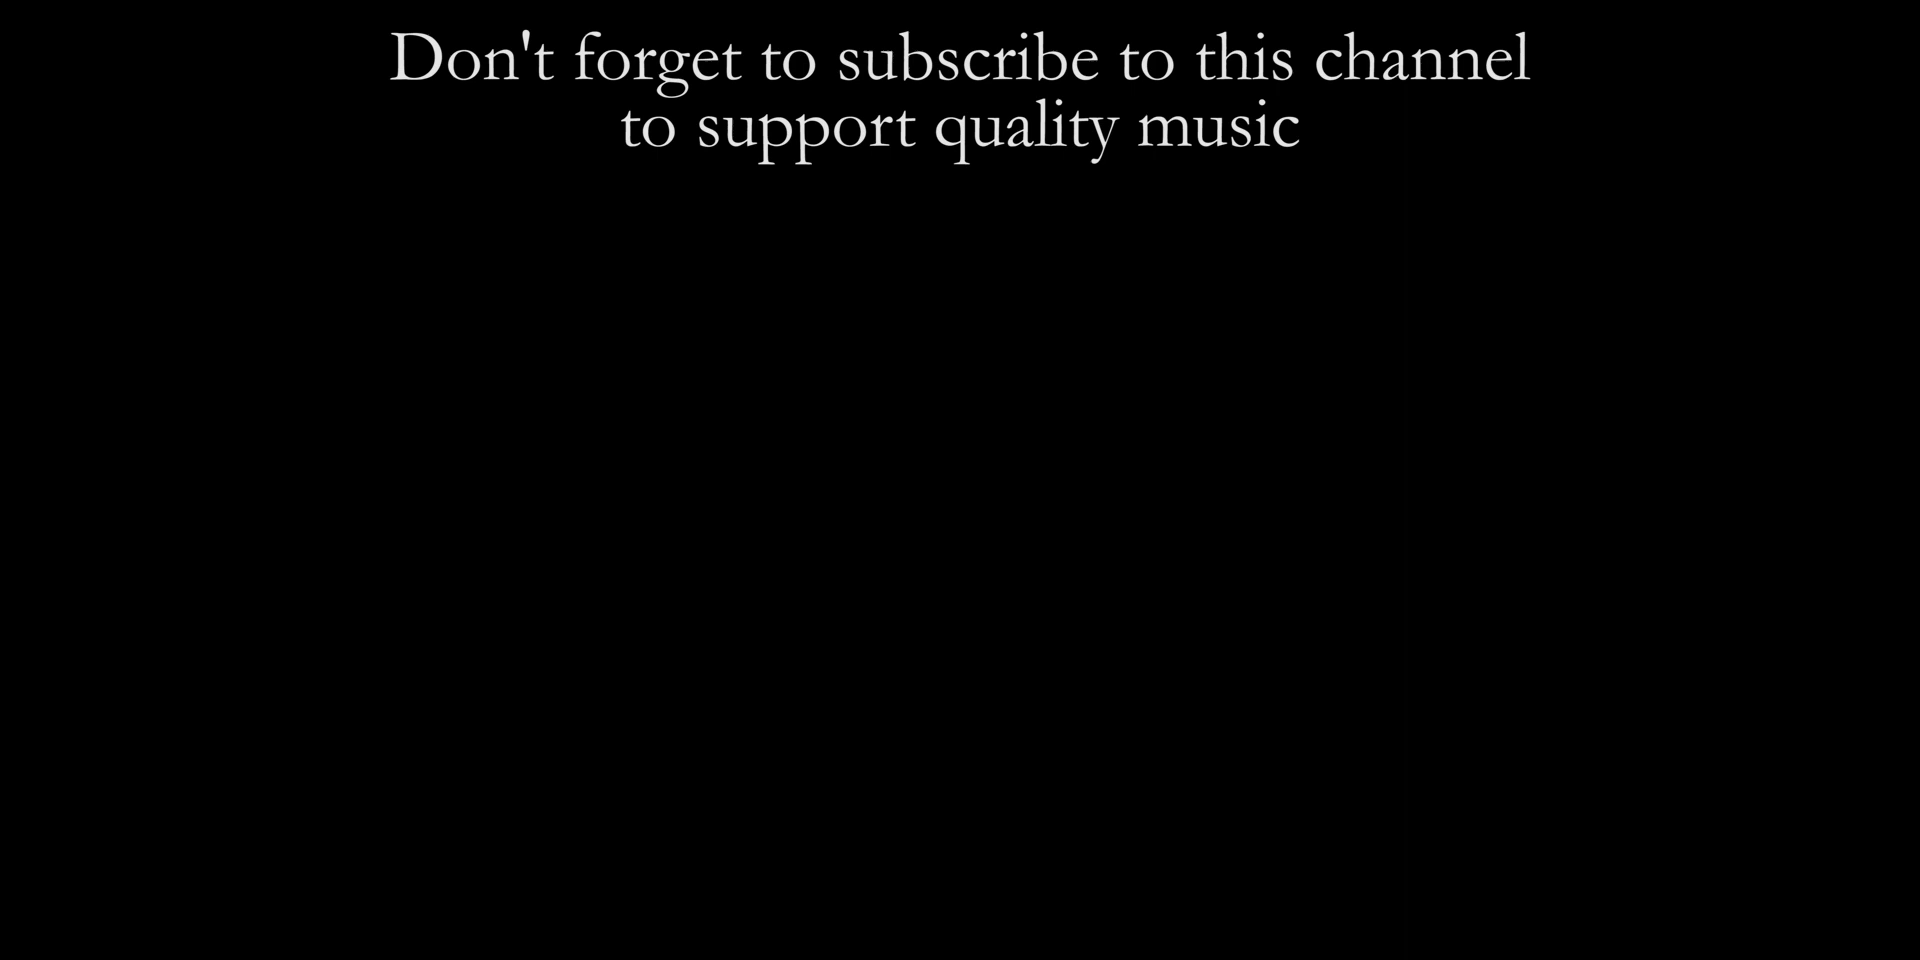 Don't forget to subscribe to this channel
to support quality music